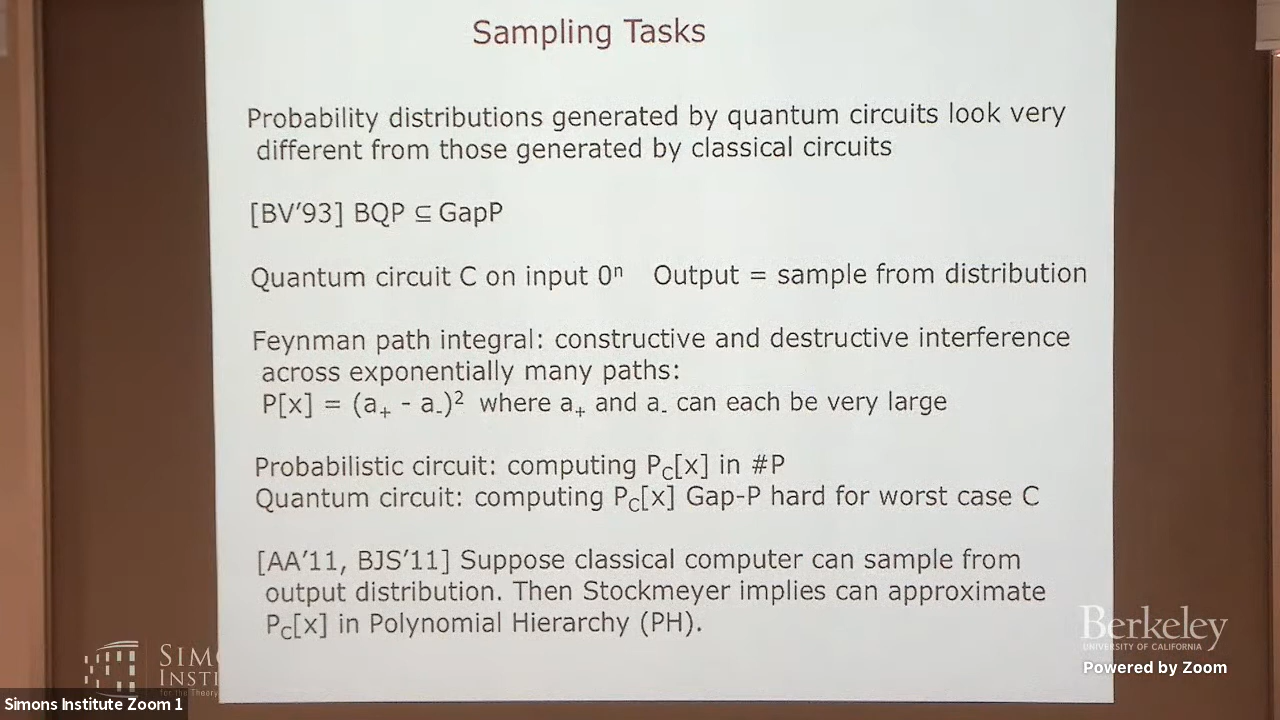 Sampling Tasks
Probability distributions generated by quantum circuits look very
different from those generated by classical circuits
[BV'93] BQP ⊆ GapP
Quantum circuit C on input 0ⁿ Output = sample from distribution
Feynman path integral: constructive and destructive interference
across exponentially many paths:
P[x] = (a₊ - a₋)² where a₊ and a₋ can each be very large
Probabilistic circuit: computing P_C[x] in #P
Quantum circuit: computing P_C[x] Gap-P hard for worst case C
[AA'11, BJS'11] Suppose classical computer can sample from
output distribution. Then Stockmeyer implies can approximate
P_C[x] in Polynomial Hierarchy (PH).
Berkeley
UNIVERSITY OF CALIFORNIA
Powered by Zoom
SIMO
INSTI
for the Theory
Simons Institute Zoom 1